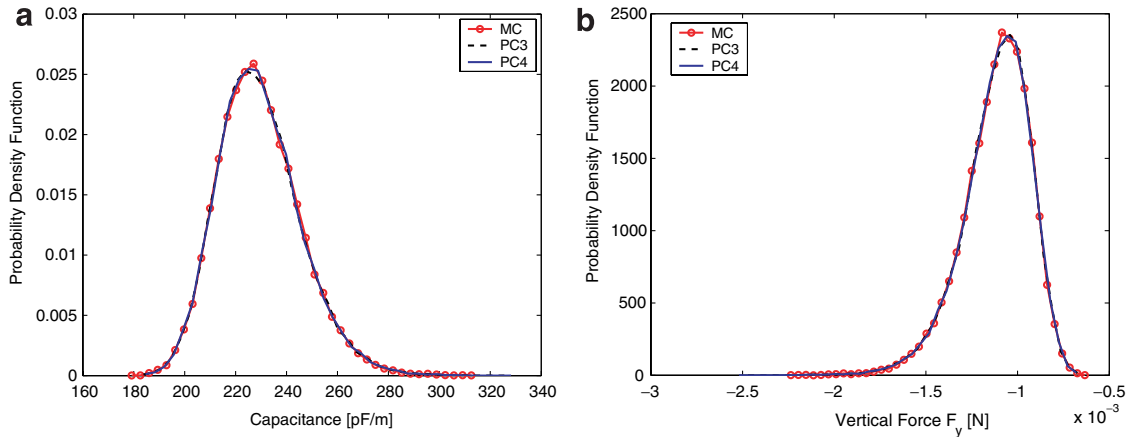 a
0.03
0.025
0.02
0.015
0.01
0.005
0
160
180
200
220
240
260
280
300
320
340
Probability Density Function
Capacitance [pF/m]
MC
PC3
PC4
b
2500
2000
1500
1000
500
0
−3
−2.5
−2
−1.5
−1
−0.5
x 10⁻³
Probability Density Function
Vertical Force F_y [N]
MC
PC3
PC4